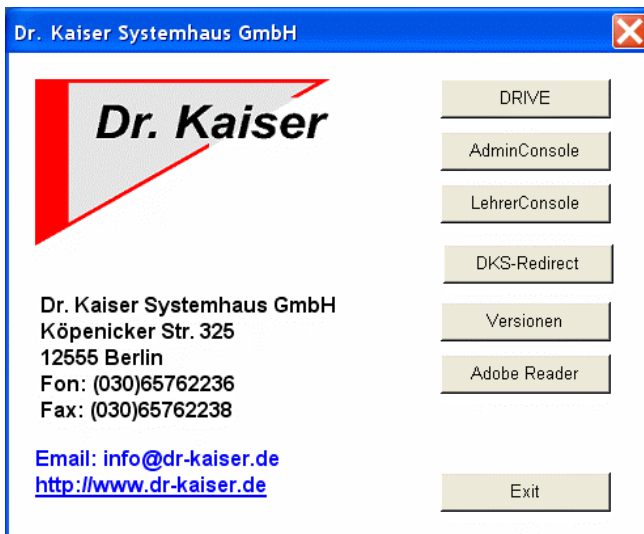 Dr. Kaiser Systemhaus GmbH
Dr. Kaiser
DRIVE
AdminConsole
LehrerConsole
DKS-Redirect
Versionen
Adobe Reader
Exit
Dr. Kaiser Systemhaus GmbH
Köpenicker Str. 325
12555 Berlin
Fon: (030)65762236
Fax: (030)65762238
Email: info@dr-kaiser.de
http://www.dr-kaiser.de